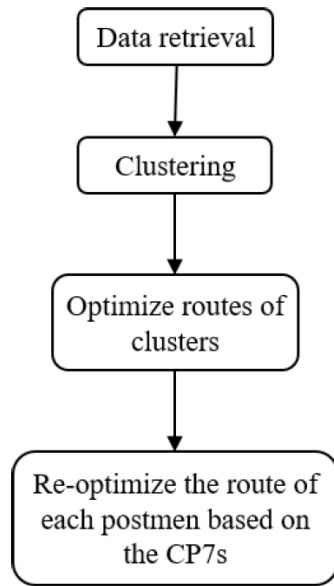 Data retrieval
Clustering
Optimize routes of
clusters
Re-optimize the route of
each postmen based on
the CP7s